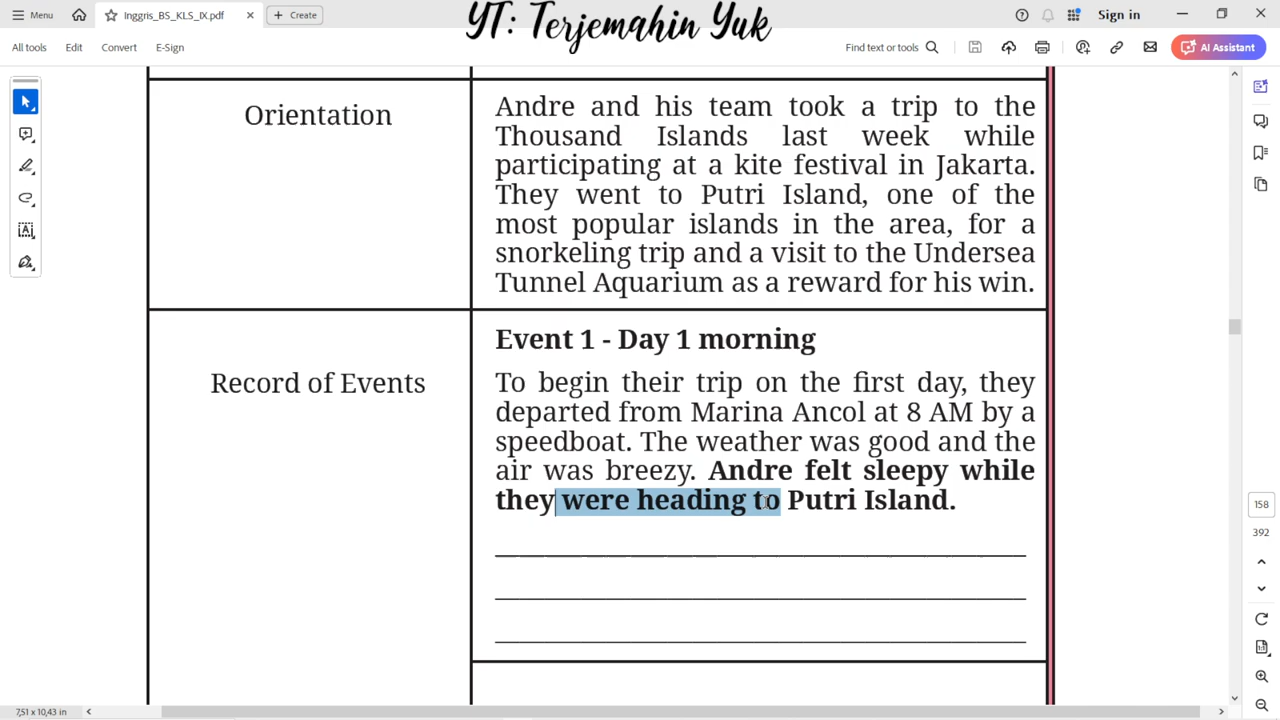 Menu
Inggris_BS_KLS_IX.pdf
Create
YT: Terjemahin Yuk
Sign in
All tools
Edit
Convert
E-Sign
Find text or tools
AI Assistant
Orientation
Andre and his team took a trip to the
Thousand Islands last week while
participating at a kite festival in Jakarta.
They went to Putri Island, one of the
most popular islands in the area, for a
snorkeling trip and a visit to the Undersea
Tunnel Aquarium as a reward for his win.
Record of Events
Event 1 - Day 1 morning
To begin their trip on the first day, they
departed from Marina Ancol at 8 AM by a
speedboat. The weather was good and the
air was breezy. Andre felt sleepy while
they were heading to Putri Island.
158
392
7,51 x 10,43 in